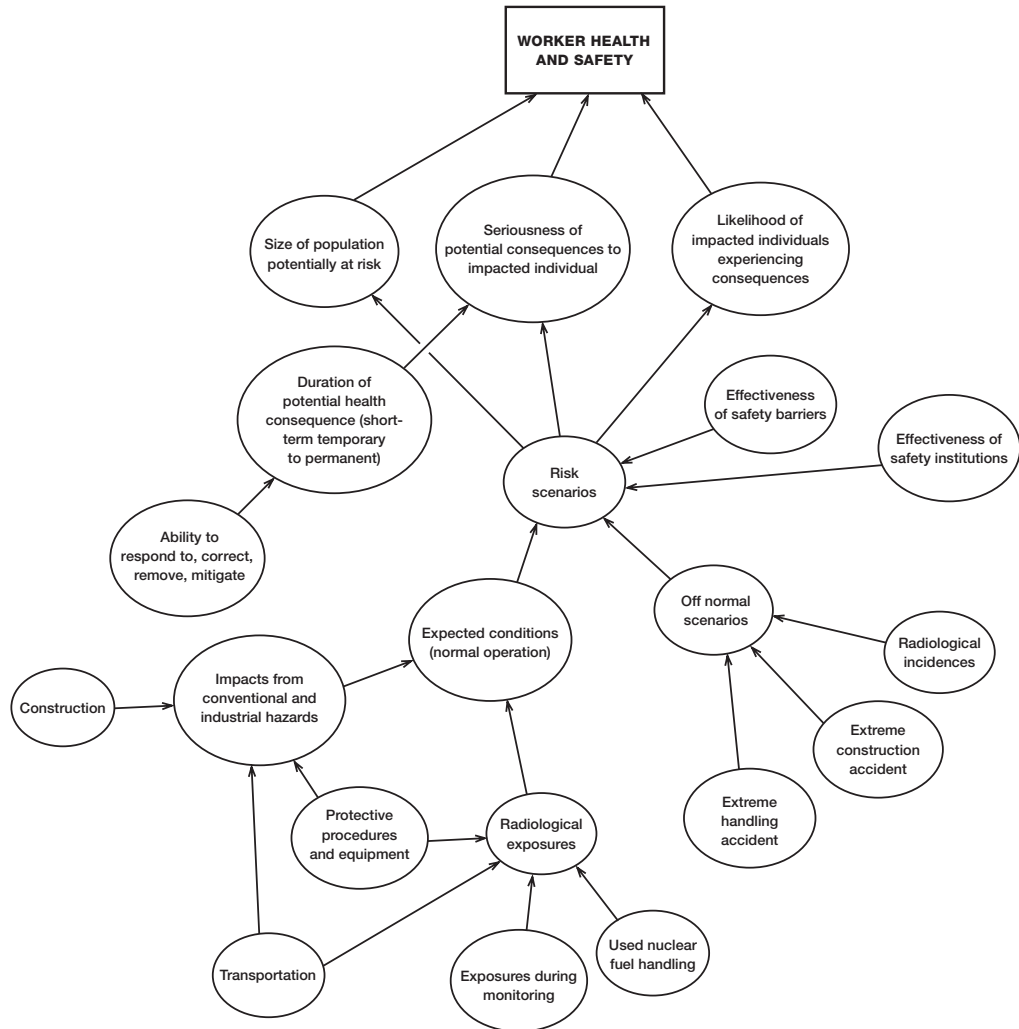 WORKER HEALTH
AND SAFETY
Size of population
potentially at risk
Seriousness of
potential consequences to
impacted individual
Likelihood of
impacted individuals
experiencing
consequences
Duration of
potential health
consequence (short-
term temporary
to permanent)
Effectiveness
of safety barriers
Effectiveness of
safety institutions
Risk
scenarios
Ability to
respond to, correct,
remove, mitigate
Off normal
scenarios
Expected conditions
(normal operation)
Radiological
incidences
Impacts from
conventional and
industrial hazards
Construction
Extreme
construction
accident
Extreme
handling
accident
Protective
procedures
and equipment
Radiological
exposures
Used nuclear
fuel handling
Transportation
Exposures during
monitoring